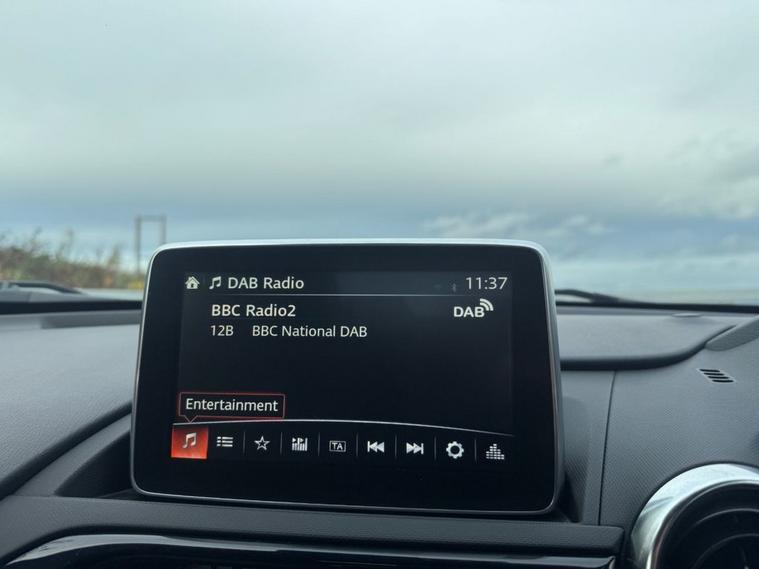 DAB Radio 11:37
BBC Radio2
DAB
12B BBC National DAB
Entertainment
TA